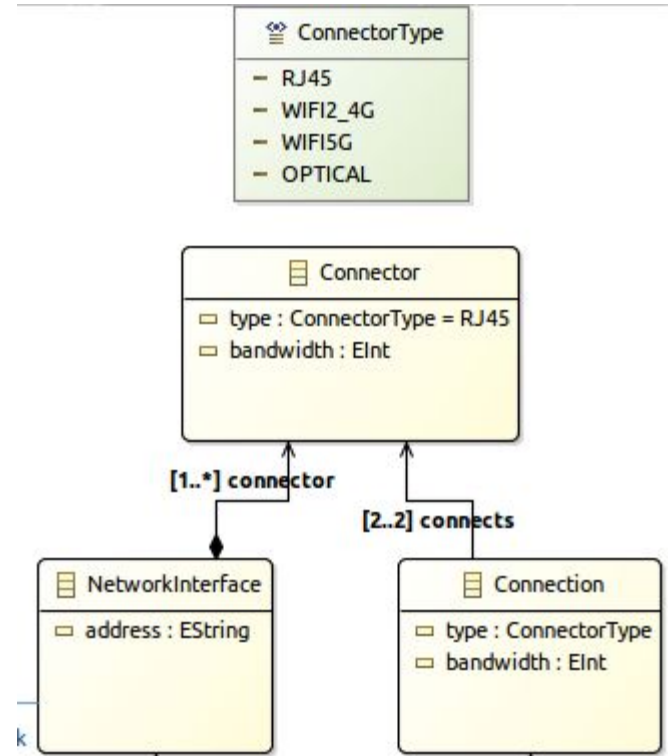 ConnectorType
RJ45
WIFI2_4G
WIFI5G
OPTICAL
Connector
type : ConnectorType = RJ45
bandwidth : EInt
[1..*] connector
[2..2] connects
NetworkInterface
address : EString
Connection
type : ConnectorType
bandwidth : EInt
k